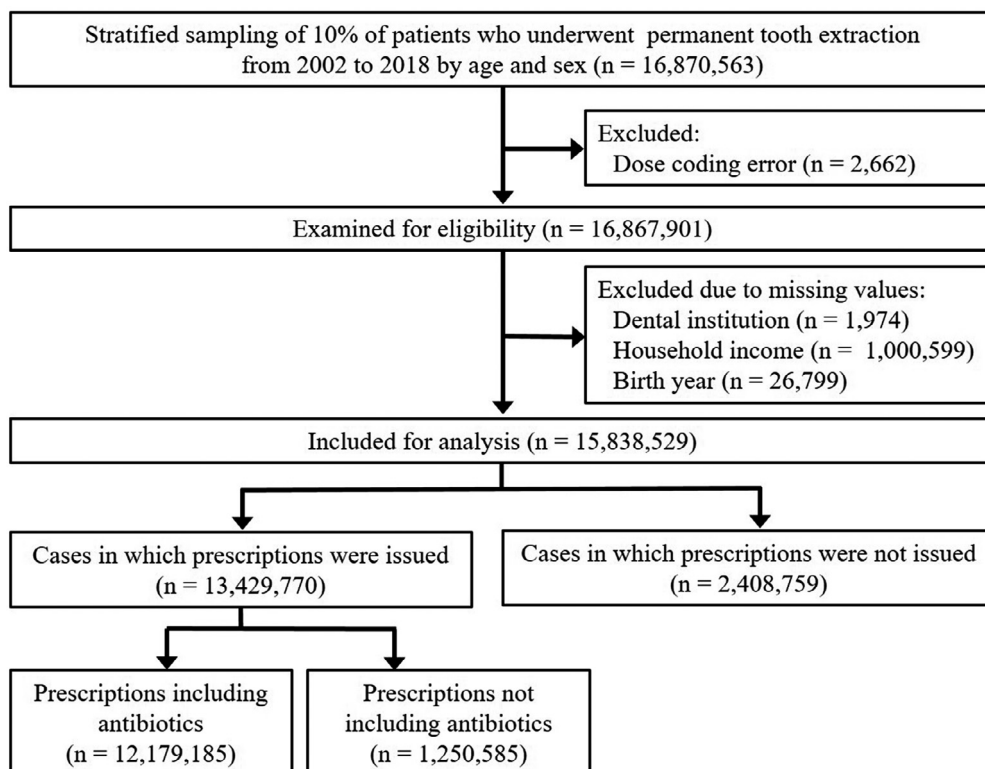 Stratified sampling of 10% of patients who underwent permanent tooth extraction
from 2002 to 2018 by age and sex (n = 16,870,563)
Excluded:
Dose coding error (n = 2,662)
Examined for eligibility (n = 16,867,901)
Excluded due to missing values:
Dental institution (n = 1,974)
Household income (n = 1,000,599)
Birth year (n = 26,799)
Included for analysis (n = 15,838,529)
Cases in which prescriptions were issued
(n = 13,429,770)
Cases in which prescriptions were not issued
(n = 2,408,759)
Prescriptions including
antibiotics
(n = 12,179,185)
Prescriptions not
including antibiotics
(n = 1,250,585)